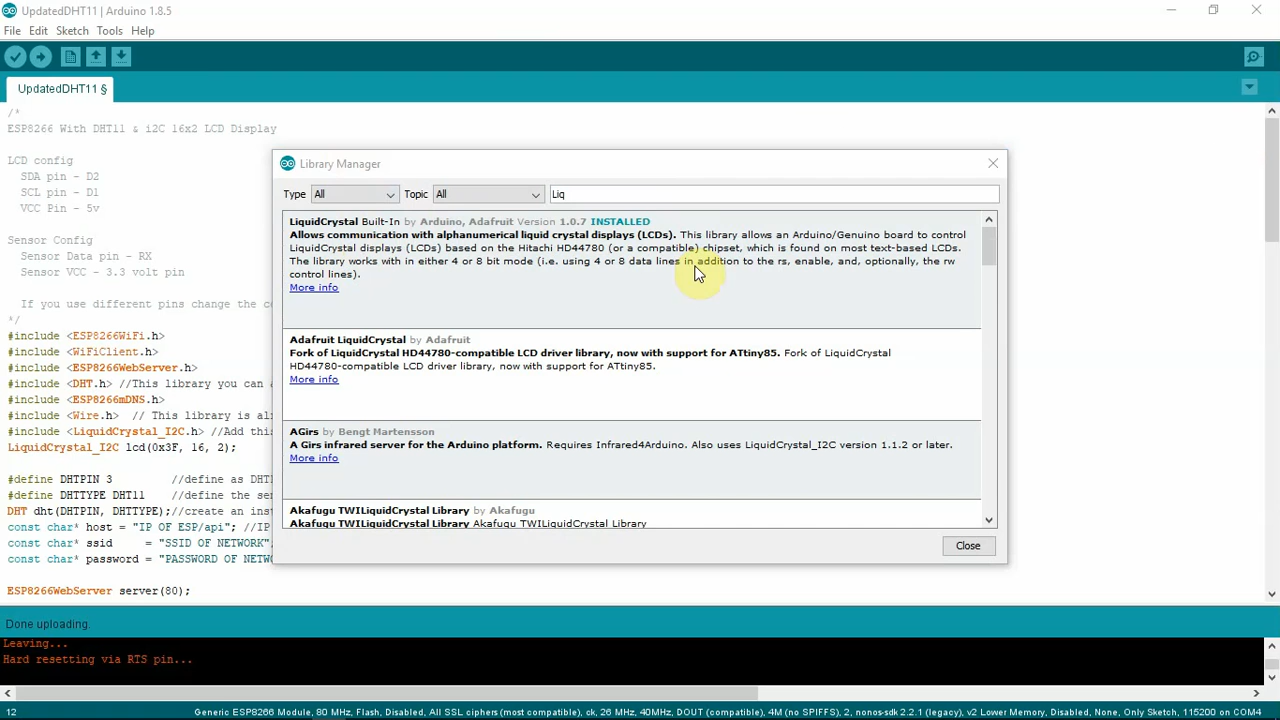 UpdatedDHT11 | Arduino 1.8.5
File Edit Sketch Tools Help
UpdatedDHT11 §
/*
ESP8266 With DHT11 & i2C 16x2 LCD Display
LCD config
SDA pin - D2
SCL pin - D1
VCC Pin - 5v
Sensor Config
Sensor Data pin - RX
Sensor VCC - 3.3 volt pin
If you use different pins change the
*/
#include <ESP8266WiFi.h>
#include <WiFiClient.h>
#include <ESP8266WebServer.h>
#include <DHT.h> //This library you can
#include <ESP8266mDNS.h>
#include <Wire.h> // This library is
#include <LiquidCrystal_I2C.h> //Add
LiquidCrystal_I2C lcd(0x3F, 16, 2);
#define DHTPIN 3 //define as
#define DHTTYPE DHT11 //define the
DHT dht(DHTPIN, DHTTYPE);//create an
const char* host = "IP OF ESP/api"; //IP
const char* ssid = "SSID OF NETWORK";
const char* password = "PASSWORD OF
ESP8266WebServer server(80);
Library Manager
Type All Topic All Liq
LiquidCrystal Built-In by Arduino, Adafruit Version 1.0.7 INSTALLED
Allows communication with alphanumerical liquid crystal displays (LCDs). This library allows an Arduino/Genuino board to control
LiquidCrystal displays (LCDs) based on the Hitachi HD44780 (or a compatible) chipset, which is found on most text-based LCDs.
The library works with in either 4 or 8 bit mode (i.e. using 4 or 8 data lines in addition to the rs, enable, and, optionally, the rw
control lines).
More info
Adafruit LiquidCrystal by Adafruit
Fork of LiquidCrystal HD44780-compatible LCD driver library, now with support for ATtiny85. Fork of LiquidCrystal
HD44780-compatible LCD driver library, now with support for ATtiny85.
More info
AGirs by Bengt Martensson
A Girs infrared server for the Arduino platform. Requires Infrared4Arduino. Also uses LiquidCrystal_I2C version 1.1.2 or later.
More info
Akafugu TWILiquidCrystal Library by Akafugu
Akafugu TWILiquidCrystal Library Akafugu TWILiquidCrystal Library
Close
Done uploading.
Leaving...
Hard resetting via RTS pin...
12 Generic ESP8266 Module, 80 MHz, Flash, Disabled, All SSL ciphers (most compatible), ck, 26 MHz, 40MHz, DOUT (compatible), 4M (no SPIFFS), 2, nonos-sdk 2.2.1 (legacy), v2 Lower Memory, Disabled, None, Only Sketch, 115200 on COM4